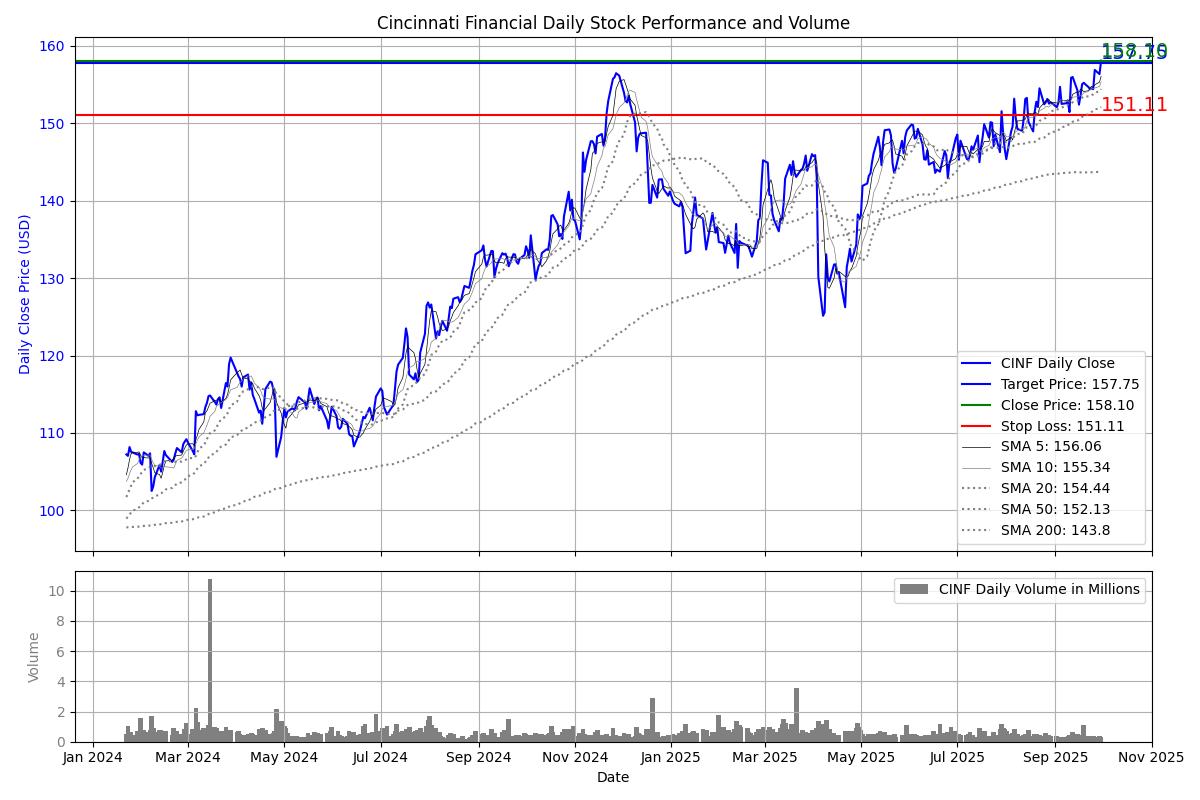 Cincinnati Financial Daily Stock Performance and Volume
Daily Close Price (USD)
160
150
140
130
120
110
100
158.10
157.75
151.11
CINF Daily Close
Target Price: 157.75
Close Price: 158.10
Stop Loss: 151.11
SMA 5: 156.06
SMA 10: 155.34
SMA 20: 154.44
SMA 50: 152.13
SMA 200: 143.8
Volume
10
8
6
4
2
0
CINF Daily Volume in Millions
Jan 2024 Mar 2024 May 2024 Jul 2024 Sep 2024 Nov 2024 Jan 2025 Mar 2025 May 2025 Jul 2025 Sep 2025 Nov 2025
Date